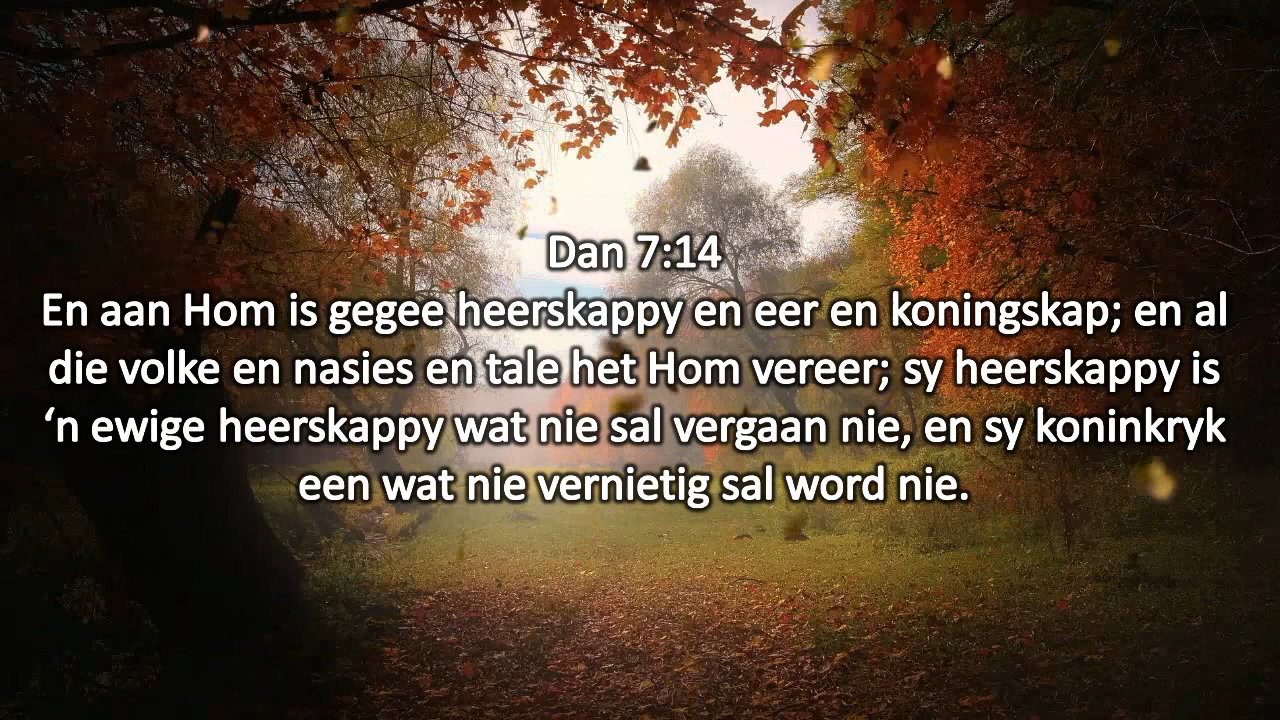 Dan 7:14
En aan Hom is gegee heerskappy en eer en koningskap; en al
die volke en nasies en tale het Hom vereer; sy heerskappy is
‘n ewige heerskappy wat nie sal vergaan nie, en sy koninkryk
een wat nie vernietig sal word nie.